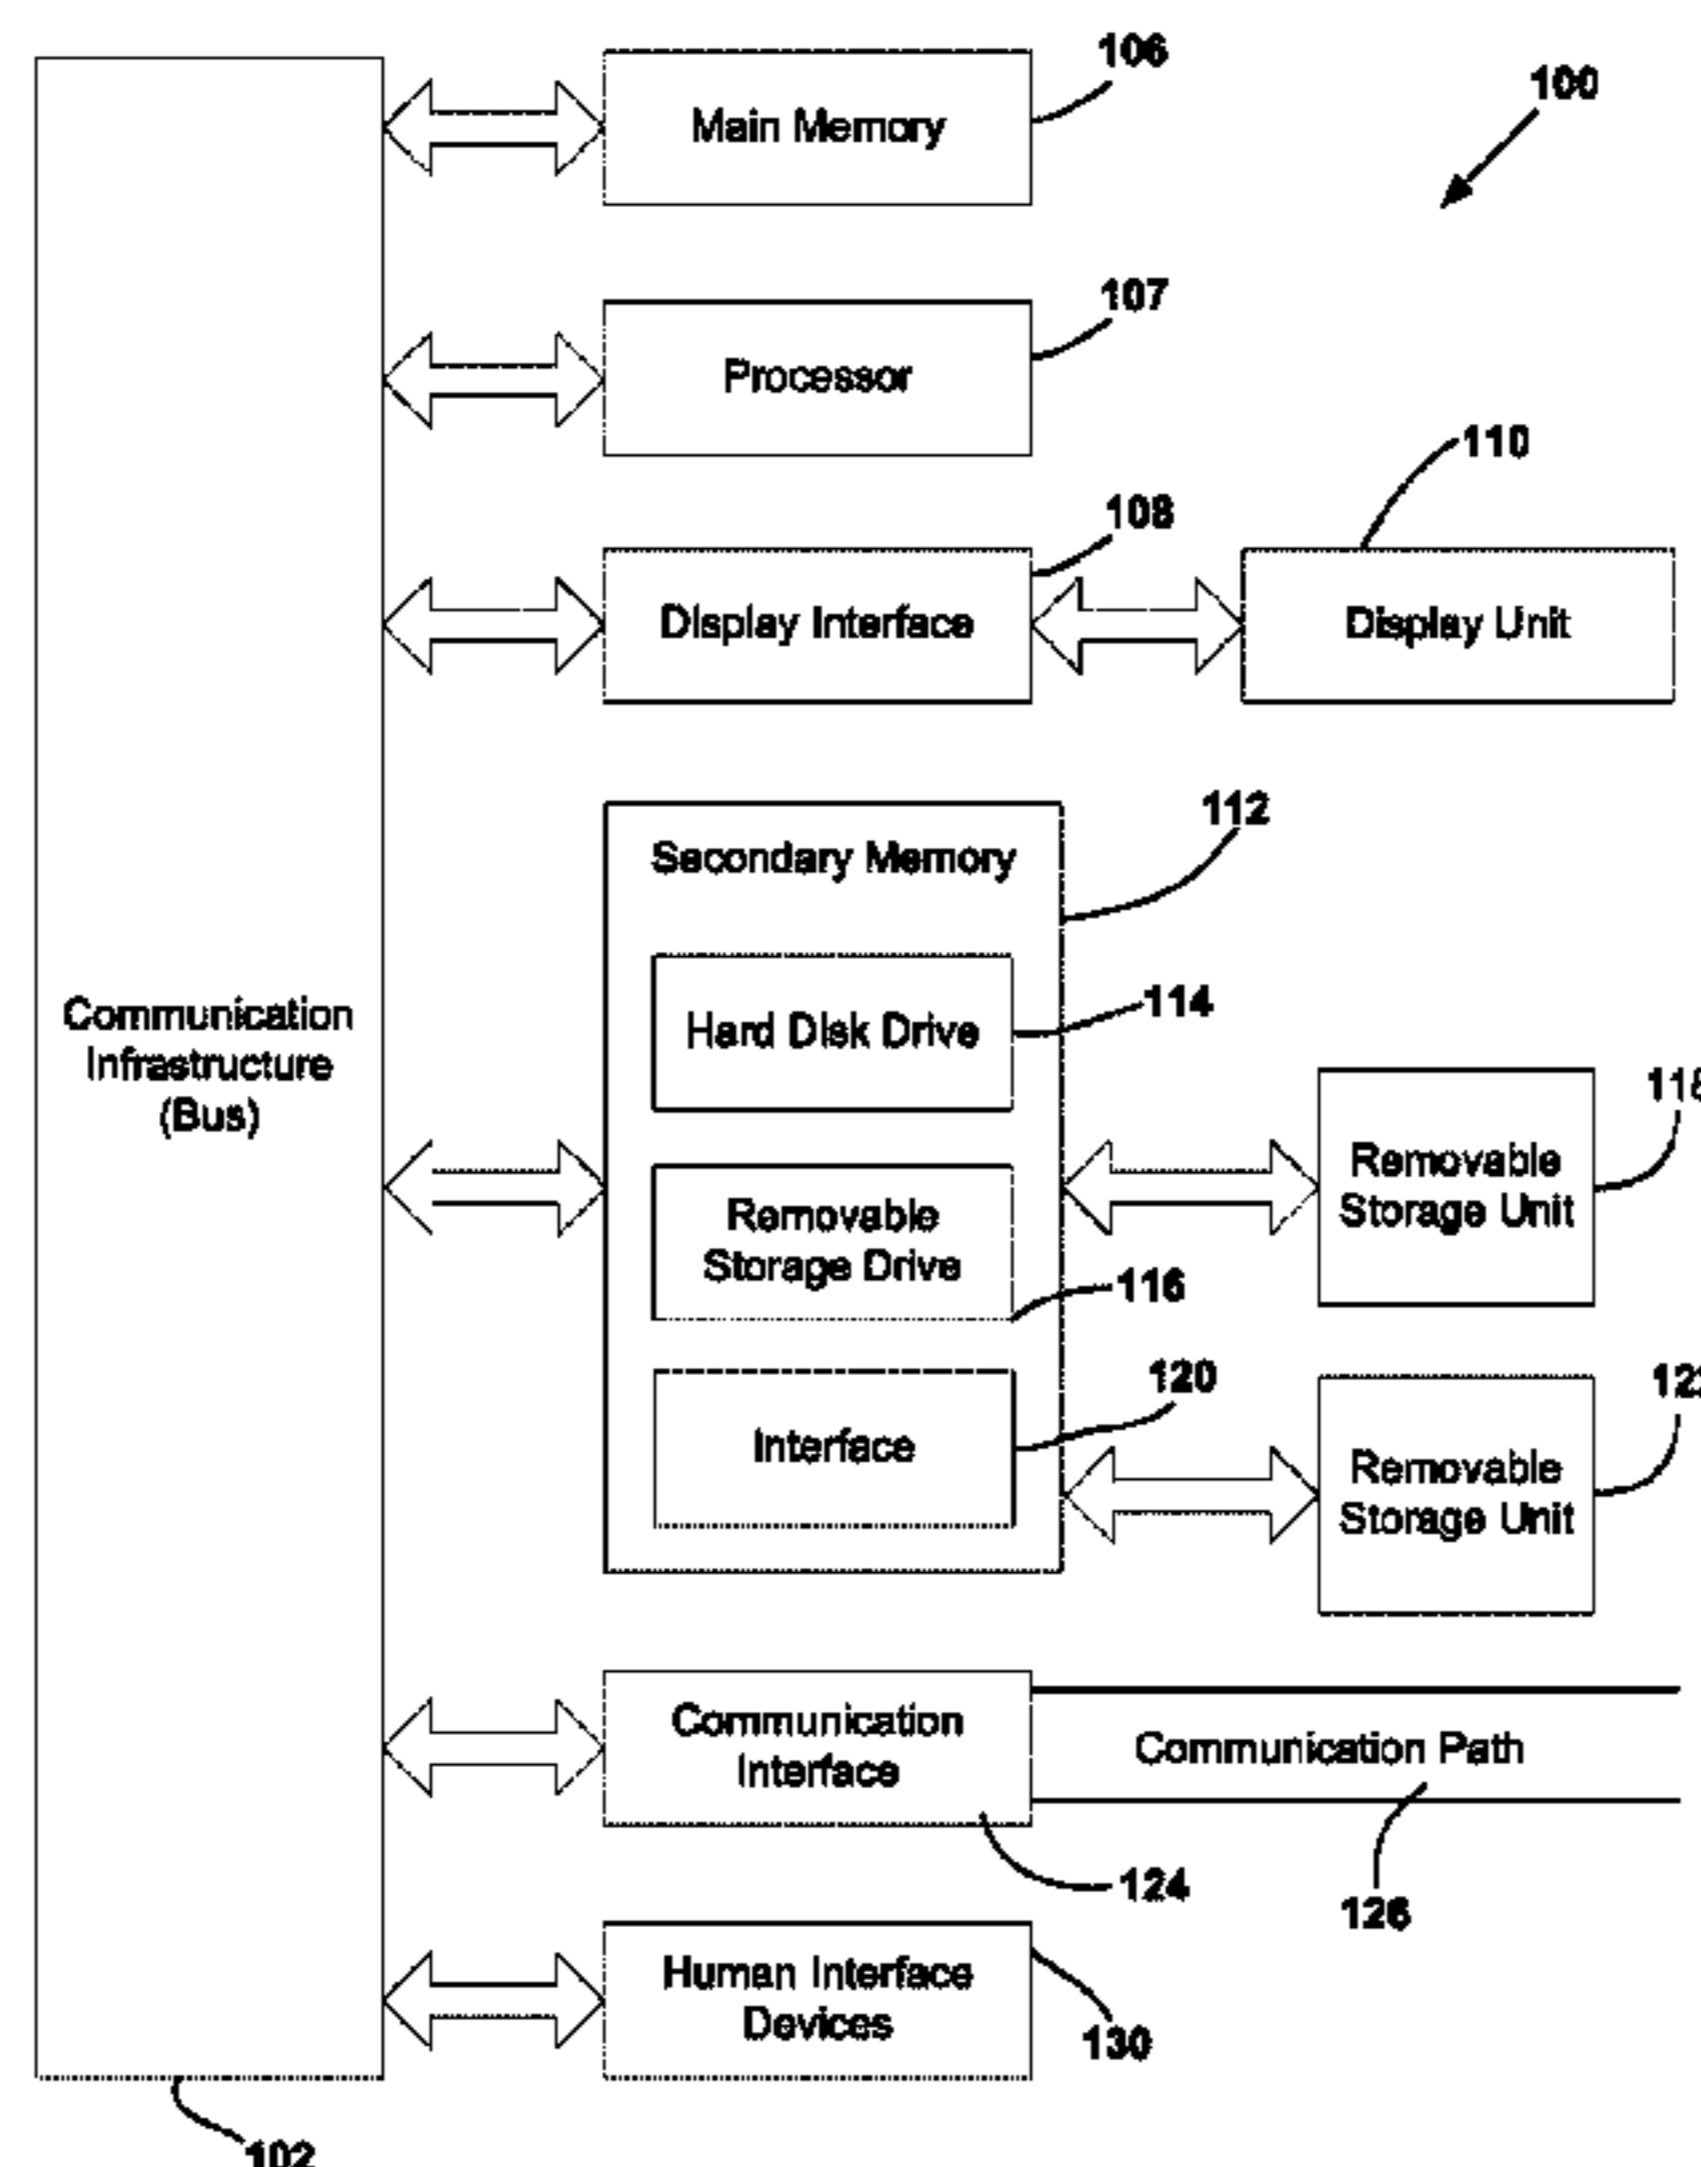 106
Main Memory
100
107
Processor
110
108
Display Interface
Display Unit
112
Secondary Memory
114
Hard Disk Drive
Communication
Infrastructure
(Bus)
Removable
Storage Unit
Removable
Storage Drive
116
120
Interface
Removable
Storage Unit
Communication
Interface
Communication Path
124
126
Human Interface
Devices
130
102